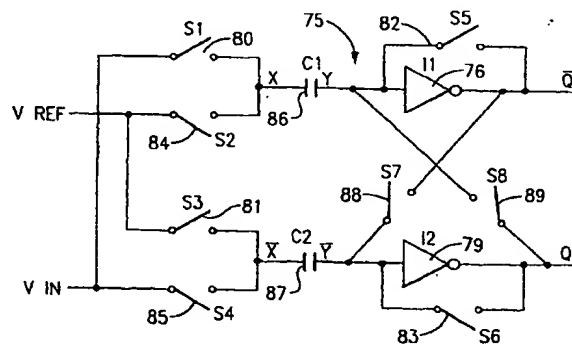 S1
80
75
82
S5
X
C1
Y
I1
76
Q̅
86
V REF
84
S2
S7
88
S8
89
S3
81
X̅
C2
Y̅
I2
79
Q
87
V IN
85
S4
83
S6